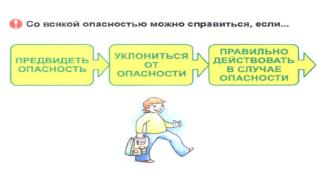 Со всякой опасностью можно справиться, если...
ПРЕДВИДЕТЬ
ОПАСНОСТЬ
УКЛОНИТЬСЯ
ОТ
ОПАСНОСТИ
ПРАВИЛЬНО
ДЕЙСТВОВАТЬ
В СЛУЧАЕ
ОПАСНОСТИ